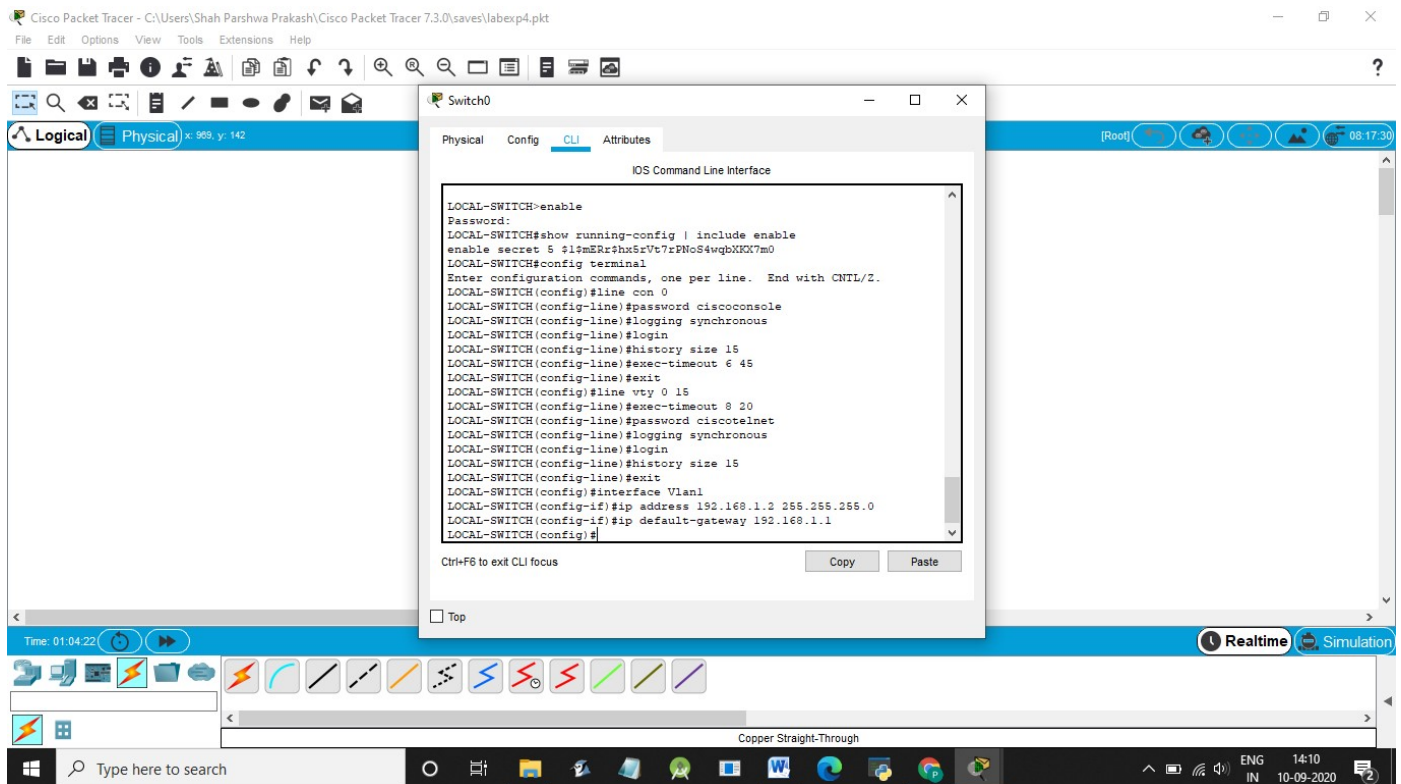 Cisco Packet Tracer - C:\Users\Shah Parshwa Prakash\Cisco Packet Tracer 7.3.0\saves\labexp4.pkt
File Edit Options View Tools Extensions Help
?
Logical Physical x: 969, y: 142
[Root] 08:17:30
Switch0
Physical Config CLI Attributes
IOS Command Line Interface
LOCAL-SWITCH>enable
Password:
LOCAL-SWITCH#show running-config | include enable
enable secret 5 $1$mERr$hx5rVt7rPNoS4wqbXKX7m0
LOCAL-SWITCH#config terminal
Enter configuration commands, one per line. End with CNTL/Z.
LOCAL-SWITCH(config)#line con 0
LOCAL-SWITCH(config-line)#password ciscoconsole
LOCAL-SWITCH(config-line)#logging synchronous
LOCAL-SWITCH(config-line)#login
LOCAL-SWITCH(config-line)#history size 15
LOCAL-SWITCH(config-line)#exec-timeout 6 45
LOCAL-SWITCH(config-line)#exit
LOCAL-SWITCH(config)#line vty 0 15
LOCAL-SWITCH(config-line)#exec-timeout 8 20
LOCAL-SWITCH(config-line)#password ciscotelnet
LOCAL-SWITCH(config-line)#logging synchronous
LOCAL-SWITCH(config-line)#login
LOCAL-SWITCH(config-line)#history size 15
LOCAL-SWITCH(config-line)#exit
LOCAL-SWITCH(config)#interface Vlan1
LOCAL-SWITCH(config-if)#ip address 192.168.1.2 255.255.255.0
LOCAL-SWITCH(config-if)#ip default-gateway 192.168.1.1
LOCAL-SWITCH(config)#
Ctrl+F6 to exit CLI focus
Copy Paste
Top
Time: 01:04:22
Realtime Simulation
Copper Straight-Through
Type here to search
ENG
IN
14:10
10-09-2020
2